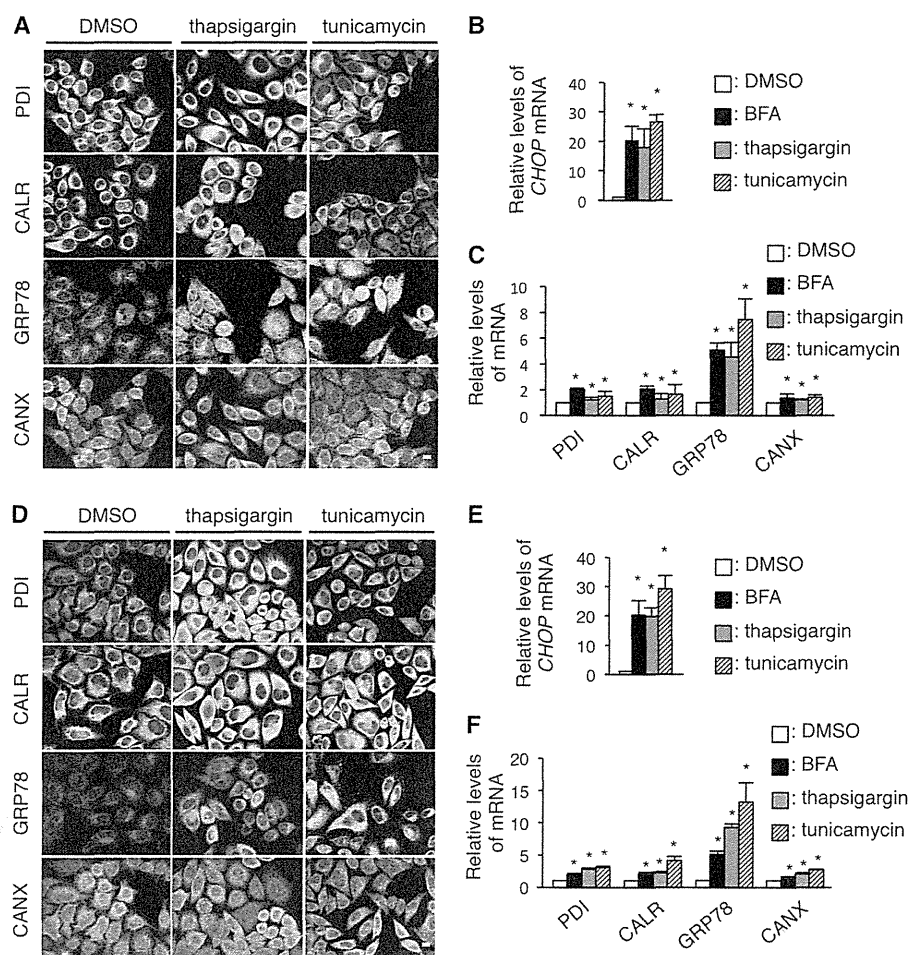 A
DMSO
thapsigargin
tunicamycin
PDI
CALR
GRP78
CANX
B
Relative levels of
CHOP mRNA
40
30
20
10
0
*
*
*
: DMSO
: BFA
: thapsigargin
: tunicamycin
C
Relative levels
of mRNA
10
8
6
4
2
0
* * *
* * *
* * *
* * *
PDI
CALR
GRP78
CANX
: DMSO
: BFA
: thapsigargin
: tunicamycin
D
DMSO
thapsigargin
tunicamycin
PDI
CALR
GRP78
CANX
E
Relative levels of
CHOP mRNA
40
30
20
10
0
*
*
*
: DMSO
: BFA
: thapsigargin
: tunicamycin
F
Relative levels
of mRNA
20
15
10
5
0
* * *
* * *
* * *
* * *
PDI
CALR
GRP78
CANX
: DMSO
: BFA
: thapsigargin
: tunicamycin